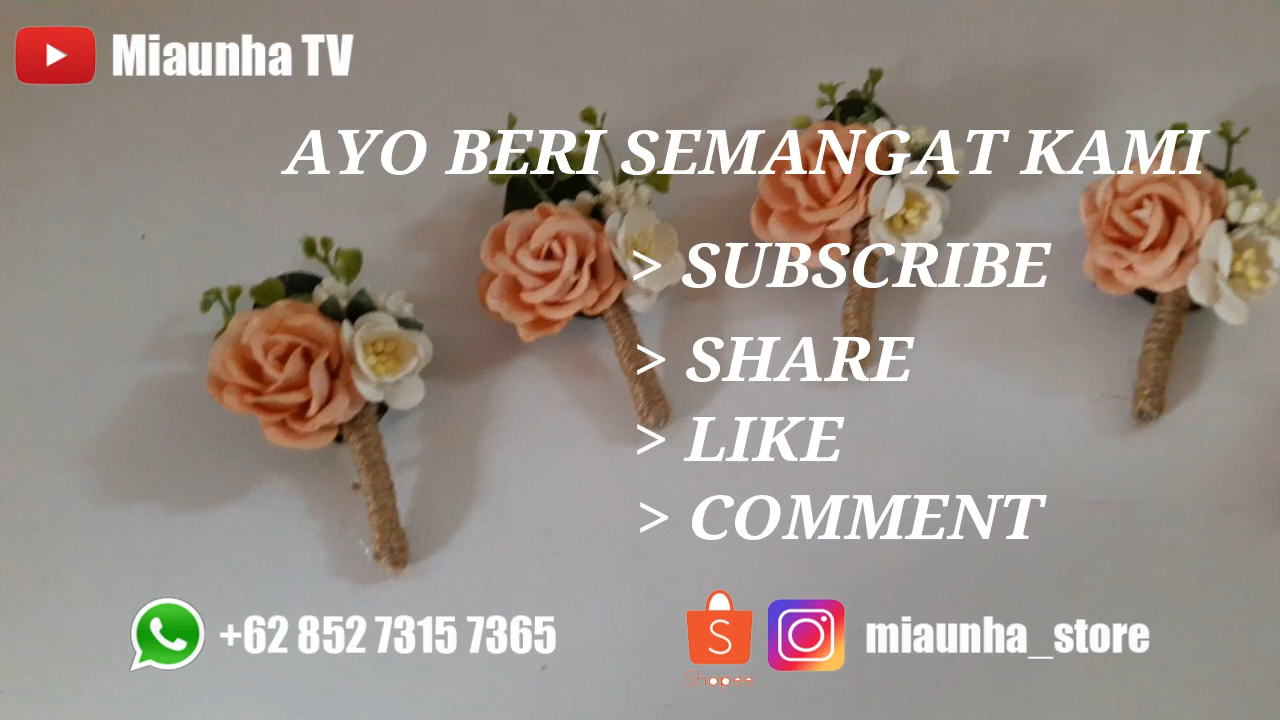 Miaunha TV
AYO BERI SEMANGAT KAMI
> SUBSCRIBE
> SHARE
> LIKE
> COMMENT
+62 852 7315 7365
miaunha_store
Shopee